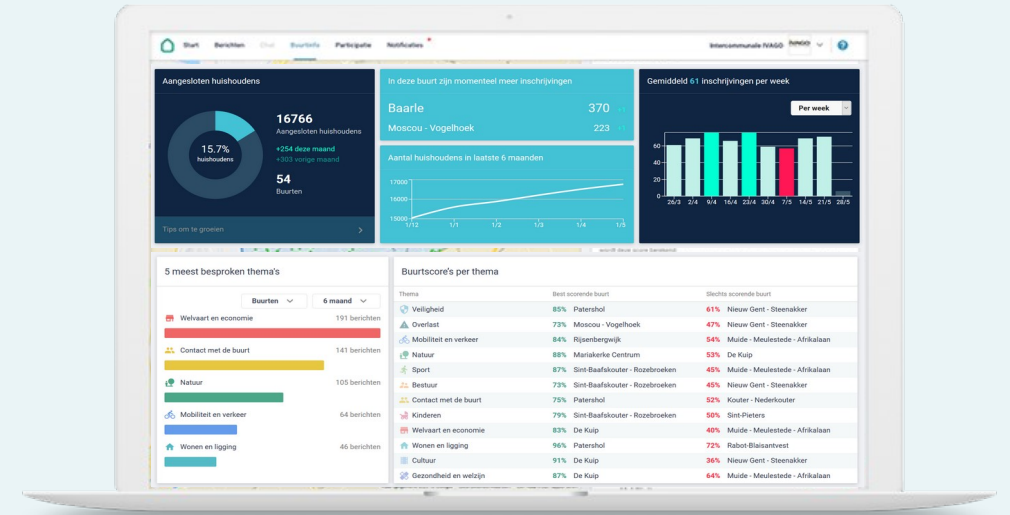 Start Berichten Chat Buurtinfo Participatie Notificaties Intercommunale IVAGO IVAGO
Aangesloten huishoudens
15.7%
huishoudens
16766
Aangesloten huishoudens
+254 deze maand
+303 vorige maand
54
Buurten
Tips om te groeien
In deze buurt zijn momenteel meer inschrijvingen
Baarle 370
Moscou - Vogelhoek 223
Aantal huishoudens in laatste 6 maanden
17000
16000
15000
1/12 1/1 1/2 1/3 1/4 1/5
Gemiddeld 61 inschrijvingen per week
Per week
60
40
20
0
26/3 2/4 9/4 16/4 23/4 30/4 7/5 14/5 21/5 28/5
wordt deze score berekend
5 meest besproken thema's
Buurten 6 maand
Welvaart en economie 191 berichten
Contact met de buurt 141 berichten
Natuur 105 berichten
Mobiliteit en verkeer 64 berichten
Wonen en ligging 46 berichten
Buurtscore's per thema
Thema Best scorende buurt Slechts scorende buurt
Veiligheid 85% Patershol 61% Nieuw Gent - Steenakker
Overlast 73% Moscou - Vogelhoek 47% Nieuw Gent - Steenakker
Mobiliteit en verkeer 84% Rijsenbergwijk 54% Muide - Meulestede - Afrikalaan
Natuur 88% Mariakerke Centrum 53% De Kuip
Sport 87% Sint-Baafskouter - Rozebroeken 45% Muide - Meulestede - Afrikalaan
Bestuur 73% Sint-Baafskouter - Rozebroeken 45% Nieuw Gent - Steenakker
Contact met de buurt 75% Patershol 52% Kouter - Nederkouter
Kinderen 79% Sint-Baafskouter - Rozebroeken 50% Sint-Pieters
Welvaart en economie 83% De Kuip 40% Muide - Meulestede - Afrikalaan
Wonen en ligging 96% Patershol 72% Rabot-Blaisantvest
Cultuur 91% De Kuip 36% Nieuw Gent - Steenakker
Gezondheid en welzijn 87% De Kuip 64% Muide - Meulestede - Afrikalaan